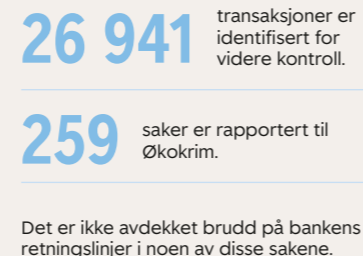 26 941
transaksjoner er
identifisert for
videre kontroll.
259
saker er rapportert til
Økokrim.
Det er ikke avdekket brudd på bankens
retningslinjer i noen av disse sakene.